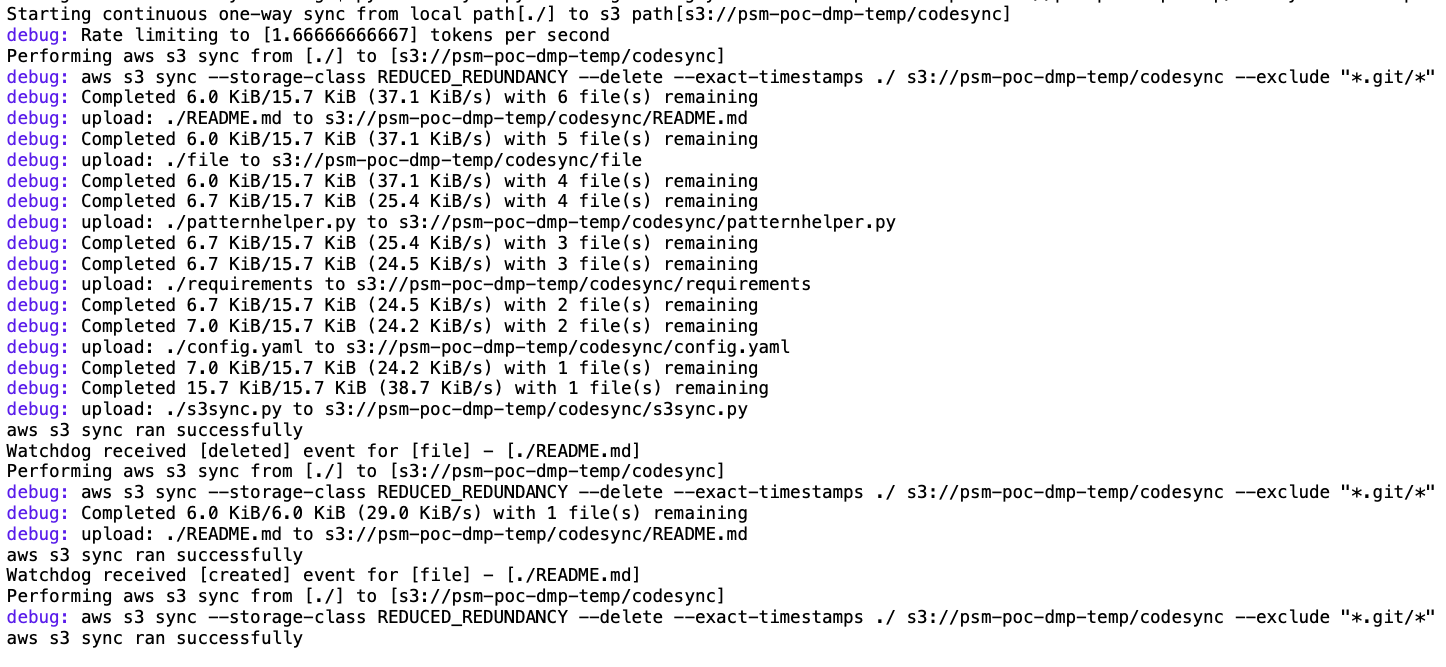 Starting continuous one-way sync from local path[./] to s3 path[s3://psm-poc-dmp-temp/codesync]
debug: Rate limiting to [1.66666666667] tokens per second
Performing aws s3 sync from [./] to [s3://psm-poc-dmp-temp/codesync]
debug: aws s3 sync --storage-class REDUCED_REDUNDANCY --delete --exact-timestamps ./ s3://psm-poc-dmp-temp/codesync --exclude "*.git/*"
debug: Completed 6.0 KiB/15.7 KiB (37.1 KiB/s) with 6 file(s) remaining
debug: upload: ./README.md to s3://psm-poc-dmp-temp/codesync/README.md
debug: Completed 6.0 KiB/15.7 KiB (37.1 KiB/s) with 5 file(s) remaining
debug: upload: ./file to s3://psm-poc-dmp-temp/codesync/file
debug: Completed 6.0 KiB/15.7 KiB (37.1 KiB/s) with 4 file(s) remaining
debug: Completed 6.7 KiB/15.7 KiB (25.4 KiB/s) with 4 file(s) remaining
debug: upload: ./patternhelper.py to s3://psm-poc-dmp-temp/codesync/patternhelper.py
debug: Completed 6.7 KiB/15.7 KiB (25.4 KiB/s) with 3 file(s) remaining
debug: Completed 6.7 KiB/15.7 KiB (24.5 KiB/s) with 3 file(s) remaining
debug: upload: ./requirements to s3://psm-poc-dmp-temp/codesync/requirements
debug: Completed 6.7 KiB/15.7 KiB (24.5 KiB/s) with 2 file(s) remaining
debug: Completed 7.0 KiB/15.7 KiB (24.2 KiB/s) with 2 file(s) remaining
debug: upload: ./config.yaml to s3://psm-poc-dmp-temp/codesync/config.yaml
debug: Completed 7.0 KiB/15.7 KiB (24.2 KiB/s) with 1 file(s) remaining
debug: Completed 15.7 KiB/15.7 KiB (38.7 KiB/s) with 1 file(s) remaining
debug: upload: ./s3sync.py to s3://psm-poc-dmp-temp/codesync/s3sync.py
aws s3 sync ran successfully
Watchdog received [deleted] event for [file] - [./README.md]
Performing aws s3 sync from [./] to [s3://psm-poc-dmp-temp/codesync]
debug: aws s3 sync --storage-class REDUCED_REDUNDANCY --delete --exact-timestamps ./ s3://psm-poc-dmp-temp/codesync --exclude "*.git/*"
debug: Completed 6.0 KiB/6.0 KiB (29.0 KiB/s) with 1 file(s) remaining
debug: upload: ./README.md to s3://psm-poc-dmp-temp/codesync/README.md
aws s3 sync ran successfully
Watchdog received [created] event for [file] - [./README.md]
Performing aws s3 sync from [./] to [s3://psm-poc-dmp-temp/codesync]
debug: aws s3 sync --storage-class REDUCED_REDUNDANCY --delete --exact-timestamps ./ s3://psm-poc-dmp-temp/codesync --exclude "*.git/*"
aws s3 sync ran successfully